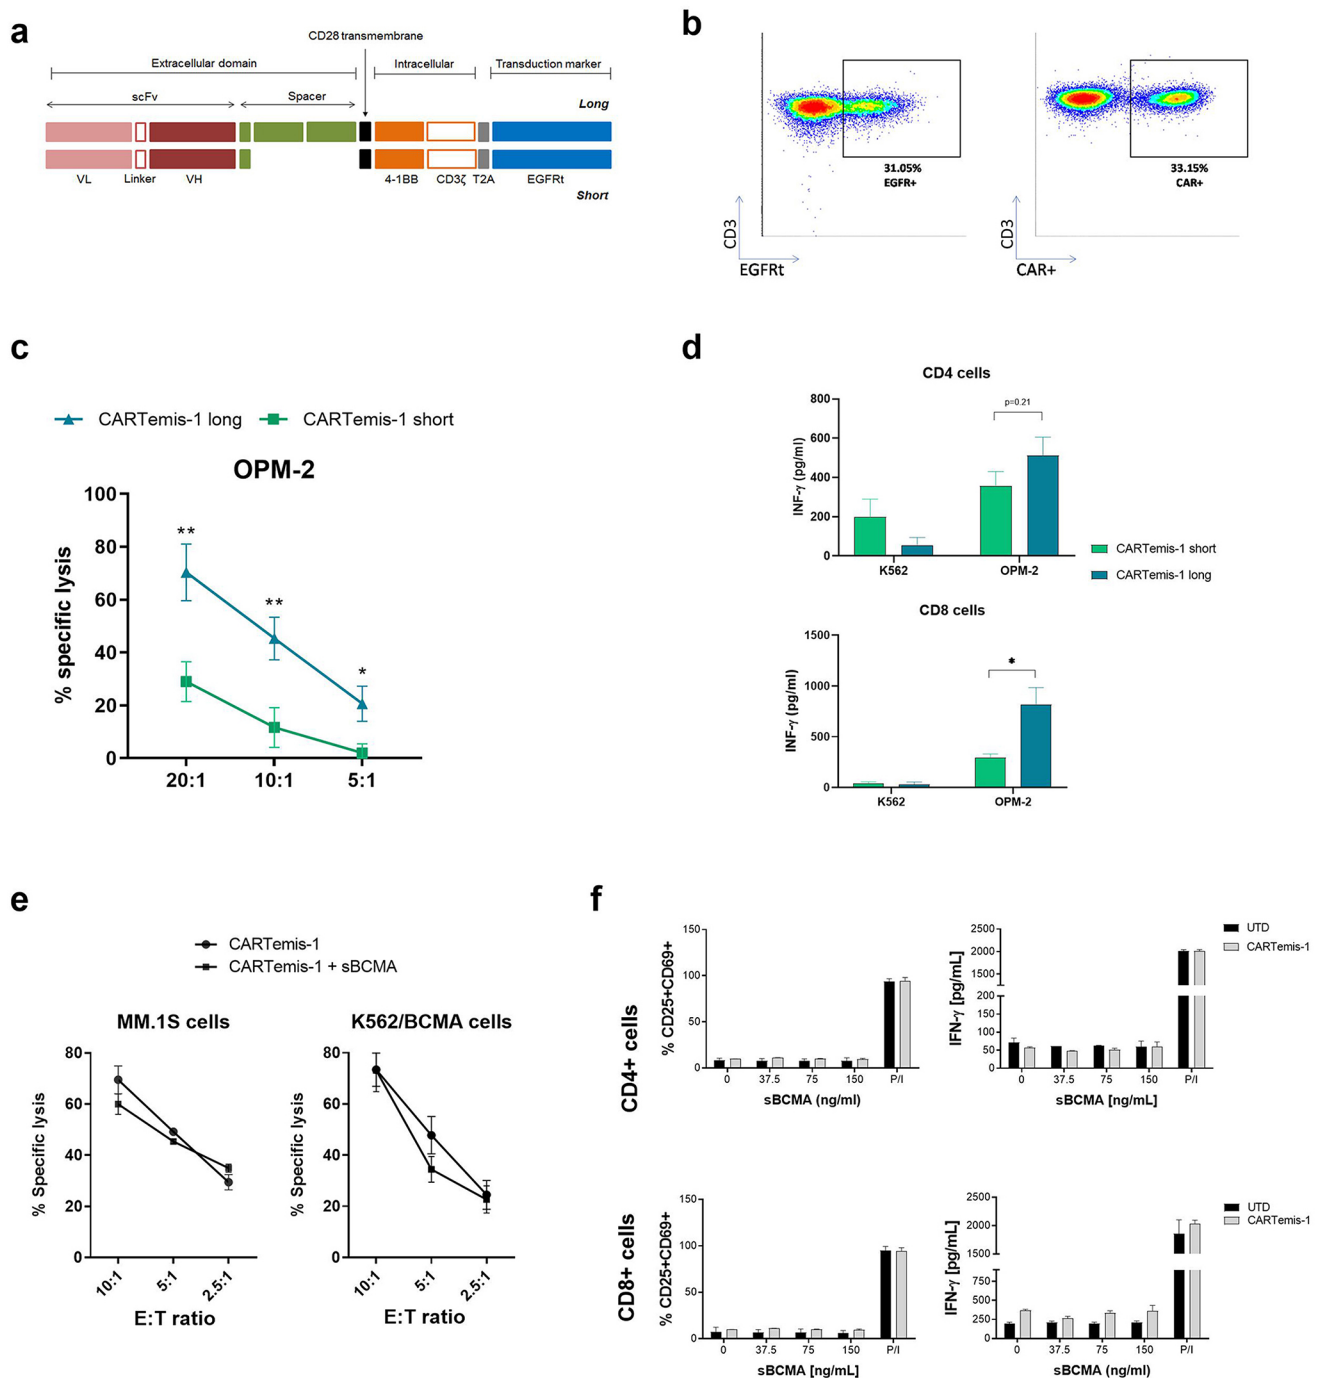 a
CD28 transmembrane
Extracellular domain
Intracellular
Transduction marker
scFv
Spacer
Long
VL
Linker
VH
4-1BB
CD3ζ
T2A
EGFRt
Short
b
31.05%
EGFR+
CD3
EGFRt
33.15%
CAR+
CD3
CAR+
c
CARTemis-1 long
CARTemis-1 short
OPM-2
% specific lysis
100
80
60
40
20
0
**
**
*
20:1
10:1
5:1
d
CD4 cells
INF-γ (pg/ml)
800
600
400
200
0
p=0.21
K562
OPM-2
CARTemis-1 short
CARTemis-1 long
CD8 cells
INF-γ (pg/ml)
1500
1000
500
0
*
K562
OPM-2
e
CARTemis-1
CARTemis-1 + sBCMA
MM.1S cells
% Specific lysis
80
60
40
20
0
10:1
5:1
2.5:1
E:T ratio
K562/BCMA cells
% Specific lysis
80
60
40
20
0
10:1
5:1
2.5:1
E:T ratio
f
CD4+ cells
% CD25+CD69+
150
100
50
0
0
37.5
75
150
P/I
sBCMA (ng/ml)
IFN-γ [pg/mL]
2500
2000
1500
200
150
100
50
0
0
37.5
75
150
P/I
sBCMA [ng/mL]
UTD
CARTemis-1
CD8+ cells
% CD25+CD69+
150
100
50
0
0
37.5
75
150
P/I
sBCMA [ng/mL]
IFN-γ [pg/mL]
2500
2000
1500
750
500
250
0
0
37.5
75
150
P/I
sBCMA (ng/ml)
UTD
CARTemis-1